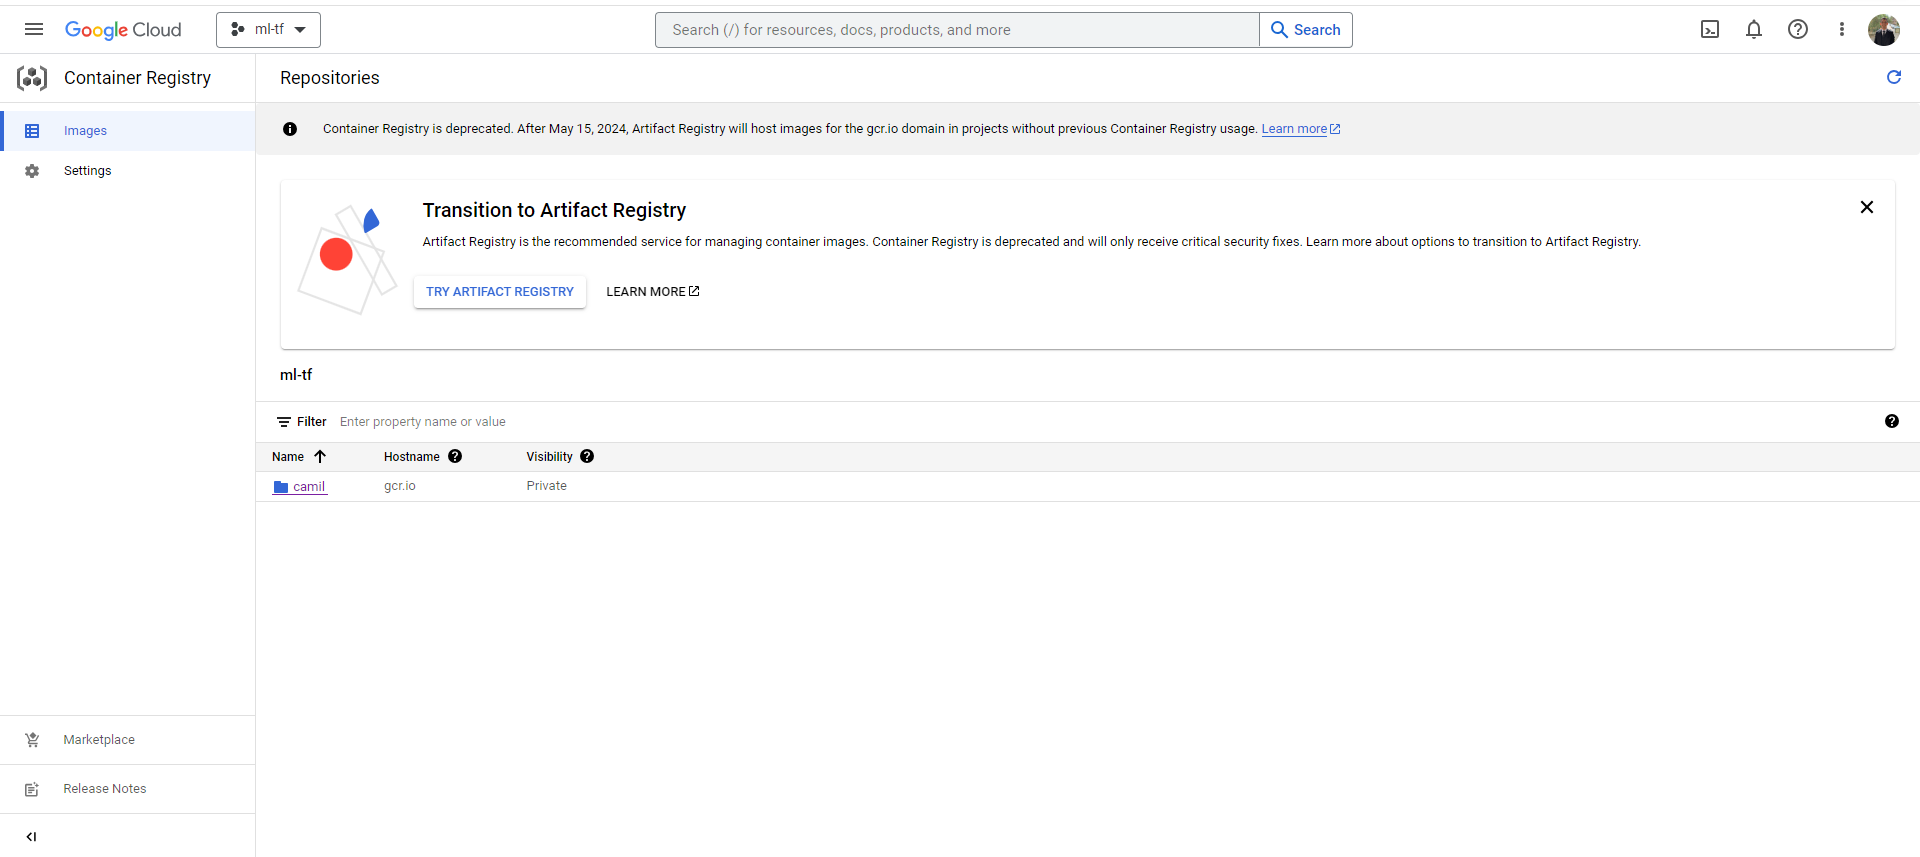 Google Cloud
ml-tf
Search (/) for resources, docs, products, and more
Search
Container Registry
Repositories
Images
Settings
Container Registry is deprecated. After May 15, 2024, Artifact Registry will host images for the gcr.io domain in projects without previous Container Registry usage. Learn more
Transition to Artifact Registry
Artifact Registry is the recommended service for managing container images. Container Registry is deprecated and will only receive critical security fixes. Learn more about options to transition to Artifact Registry.
TRY ARTIFACT REGISTRY
LEARN MORE
ml-tf
Filter Enter property name or value
Name Hostname Visibility
camil gcr.io Private
Marketplace
Release Notes